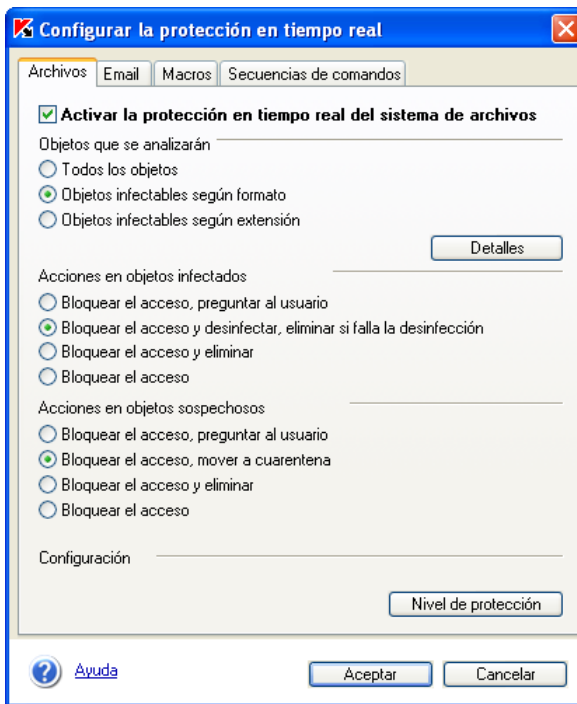 Configurar la protección en tiempo real
Archivos Email Macros Secuencias de comandos
Activar la protección en tiempo real del sistema de archivos
Objetos que se analizarán
Todos los objetos
Objetos infectables según formato
Objetos infectables según extensión
Detalles
Acciones en objetos infectados
Bloquear el acceso, preguntar al usuario
Bloquear el acceso y desinfectar, eliminar si falla la desinfección
Bloquear el acceso y eliminar
Bloquear el acceso
Acciones en objetos sospechosos
Bloquear el acceso, preguntar al usuario
Bloquear el acceso, mover a cuarentena
Bloquear el acceso y eliminar
Bloquear el acceso
Configuración
Nivel de protección
Ayuda Aceptar Cancelar